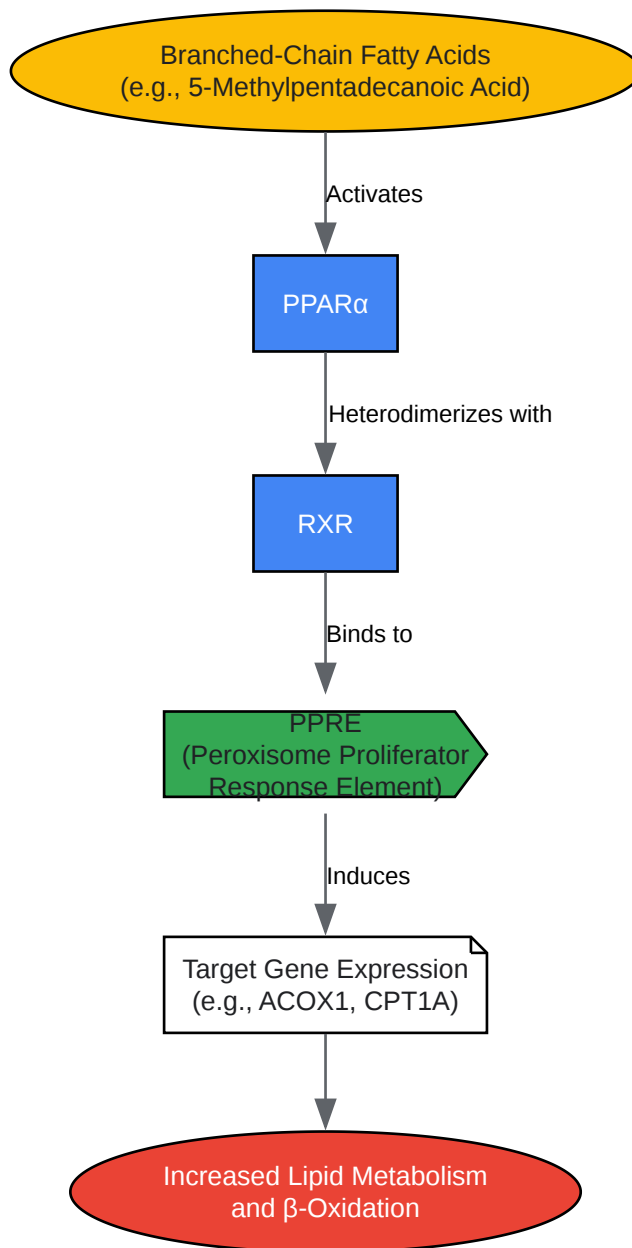 Branched-Chain Fatty Acids
(e.g., 5-Methylpentadecanoic Acid)
Activates
PPARα
Heterodimerizes with
RXR
Binds to
PPRE
(Peroxisome Proliferator
Response Element)
Induces
Target Gene Expression
(e.g., ACOX1, CPT1A)
Increased Lipid Metabolism
and β-Oxidation